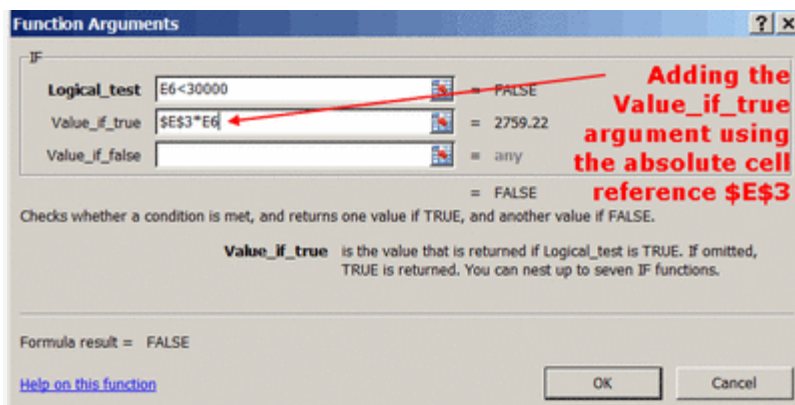 Function Arguments
IF
Logical_test E6<30000 = FALSE
Value_if_true $E$3*E6 = 2759.22
Value_if_false = any
= FALSE
Adding the
Value_if_true
argument using
the absolute cell
reference $E$3
Checks whether a condition is met, and returns one value if TRUE, and another value if FALSE.
Value_if_true is the value that is returned if Logical_test is TRUE. If omitted,
TRUE is returned. You can nest up to seven IF functions.
Formula result = FALSE
Help on this function
OK Cancel